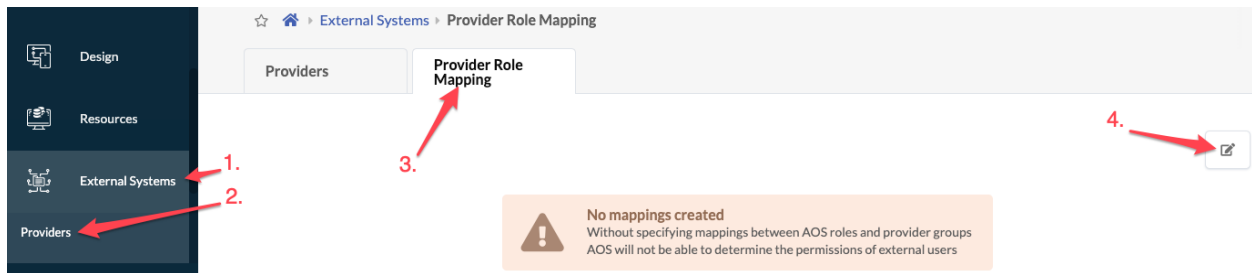 External Systems Provider Role Mapping
Design
Providers
Provider Role
Mapping
Resources
4.
1.
3.
External Systems
2.
Providers
No mappings created
Without specifying mappings between AOS roles and provider groups
AOS will not be able to determine the permissions of external users